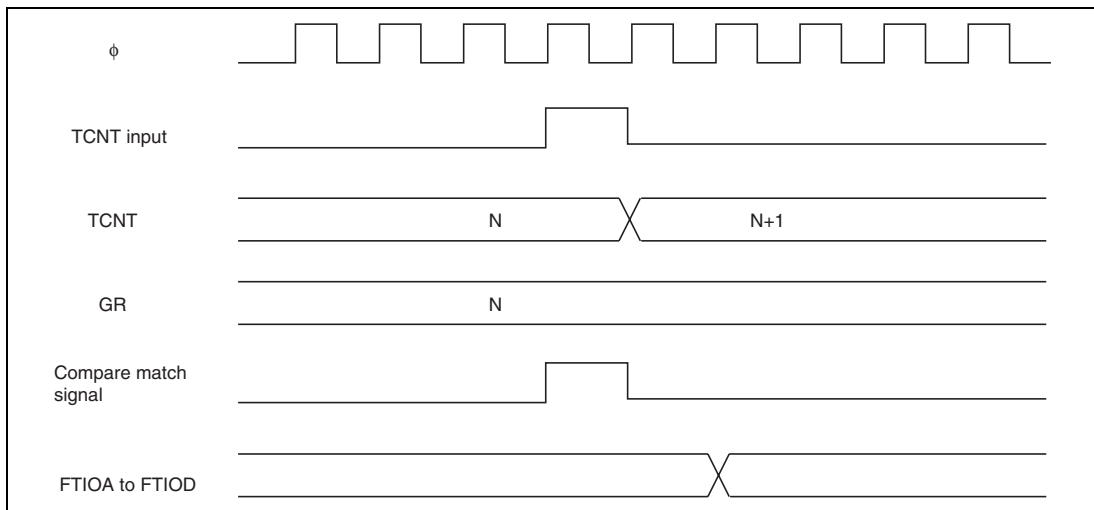 ϕ
TCNT input
TCNT
N
N+1
GR
N
Compare match
signal
FTIOA to FTIOD